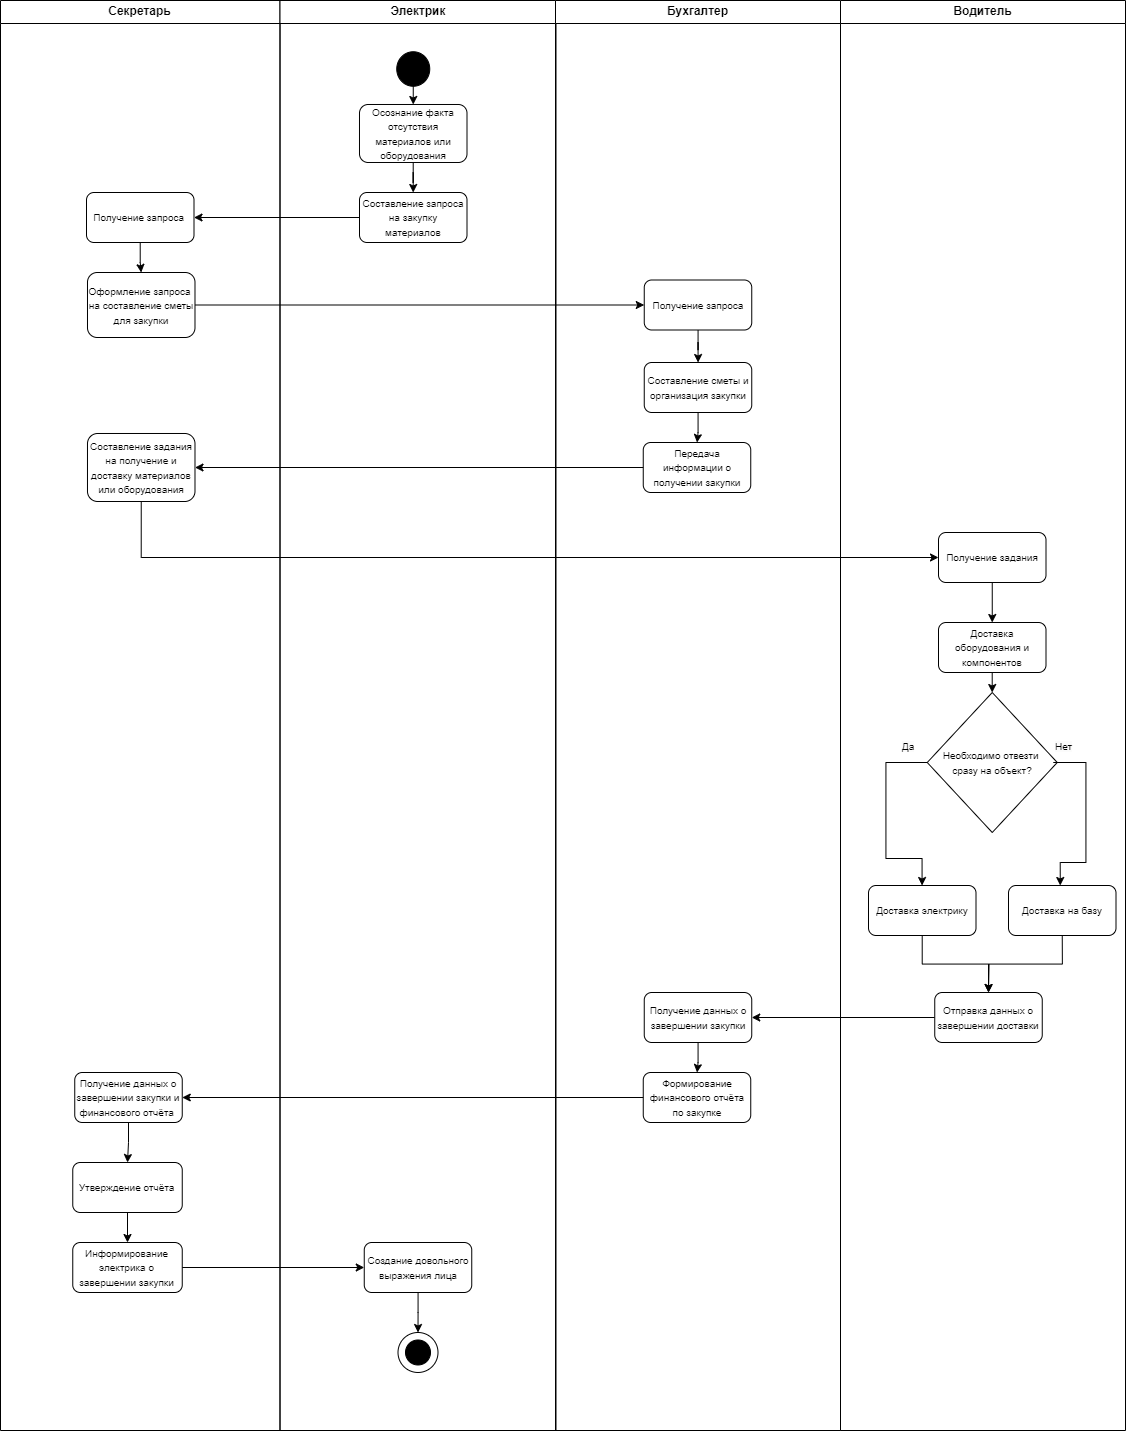 Секретарь
Электрик
Бухгалтер
Водитель
Осознание факта
отсутствия
материалов или
оборудования
Составление запроса
на закупку
материалов
Получение запроса
Оформление запроса
на составление сметы
для закупки
Получение запроса
Составление сметы и
организация закупки
Передача
информации о
получении закупки
Составление задания
на получение и
доставку материалов
или оборудования
Получение задания
Доставка
оборудования и
компонентов
Необходимо отвезти
сразу на объект?
Да
Нет
Доставка электрику
Доставка на базу
Отправка данных о
завершении доставки
Получение данных о
завершении закупки
Формирование
финансового отчёта
по закупке
Получение данных о
завершении закупки и
финансового отчёта
Утверждение отчёта
Информирование
электрика о
завершении закупки
Создание довольного
выражения лица